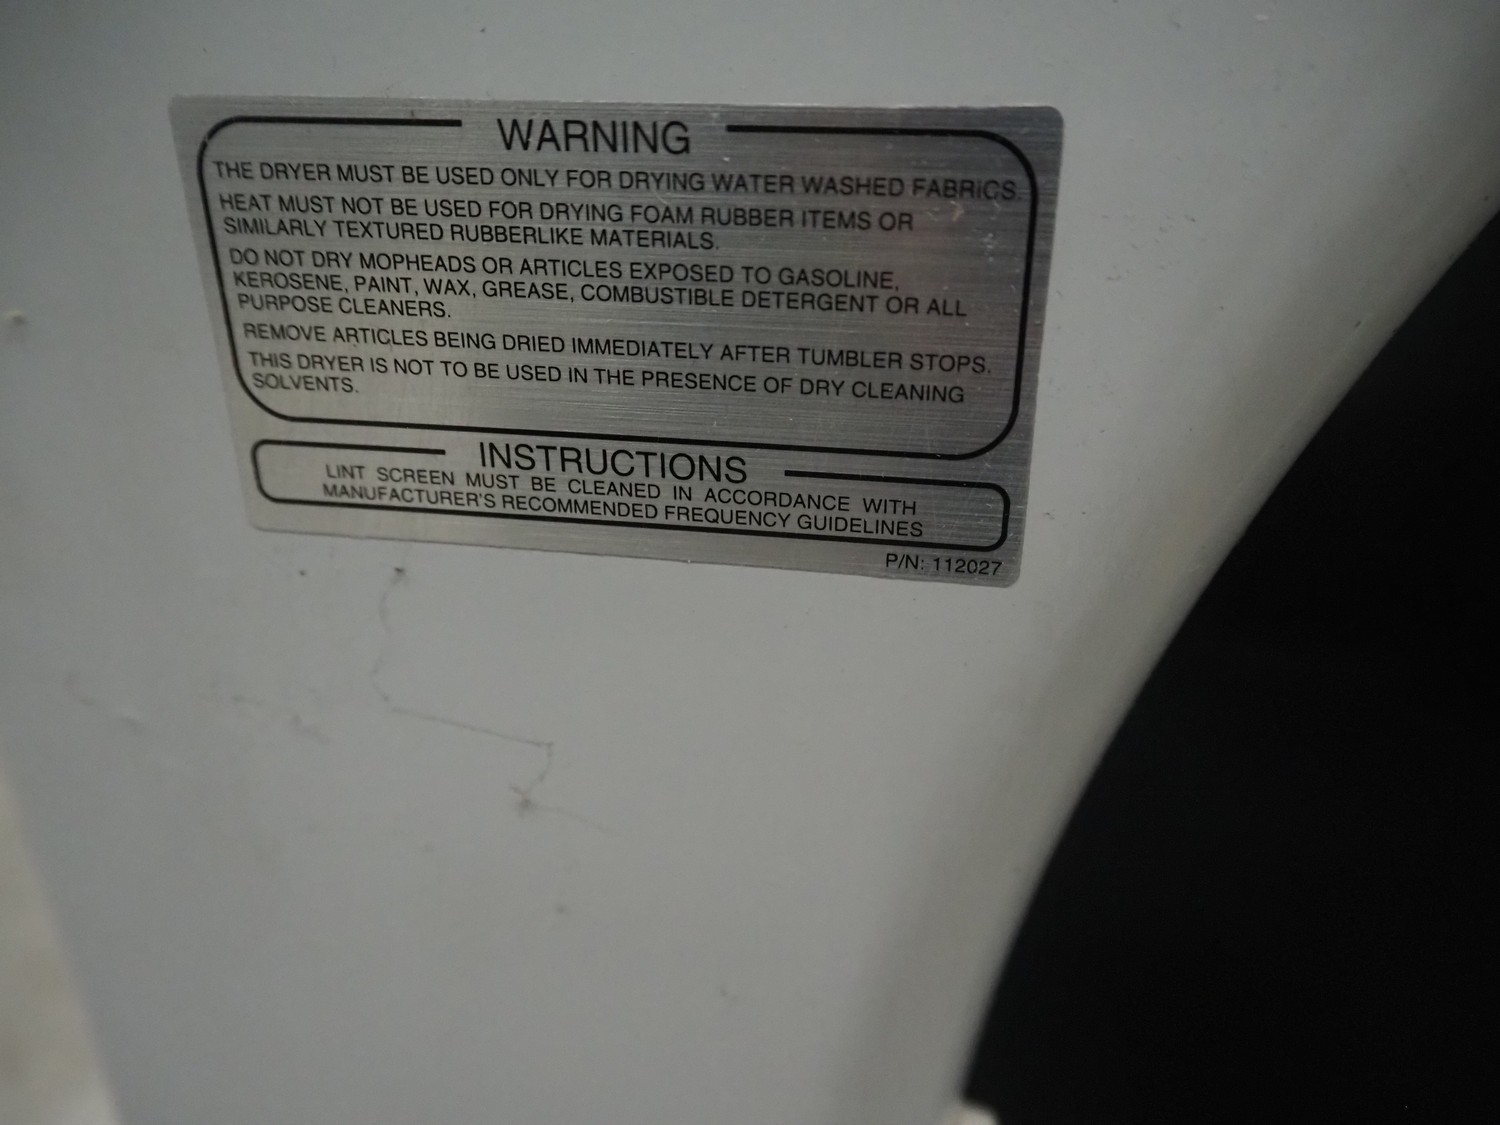 WARNING
THE DRYER MUST BE USED ONLY FOR DRYING WATER WASHED FABRICS.
HEAT MUST NOT BE USED FOR DRYING FOAM RUBBER ITEMS OR
SIMILARLY TEXTURED RUBBERLIKE MATERIALS.
DO NOT DRY MOPHEADS OR ARTICLES EXPOSED TO GASOLINE,
KEROSENE, PAINT, WAX, GREASE, COMBUSTIBLE DETERGENT OR ALL
PURPOSE CLEANERS.
REMOVE ARTICLES BEING DRIED IMMEDIATELY AFTER TUMBLER STOPS.
THIS DRYER IS NOT TO BE USED IN THE PRESENCE OF DRY CLEANING
SOLVENTS.
INSTRUCTIONS
LINT SCREEN MUST BE CLEANED IN ACCORDANCE WITH
MANUFACTURER'S RECOMMENDED FREQUENCY GUIDELINES
P/N: 112027